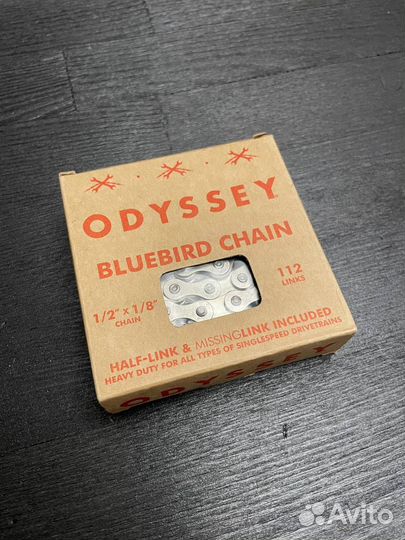 ODYSSEY
BLUEBIRD CHAIN
1/2" x 1/8"
CHAIN
112
LINKS
HALF-LINK & MISSINGLINK INCLUDED
HEAVY DUTY FOR ALL TYPES OF SINGLESPEED DRIVETRAINS
ODYSSEY
Avito